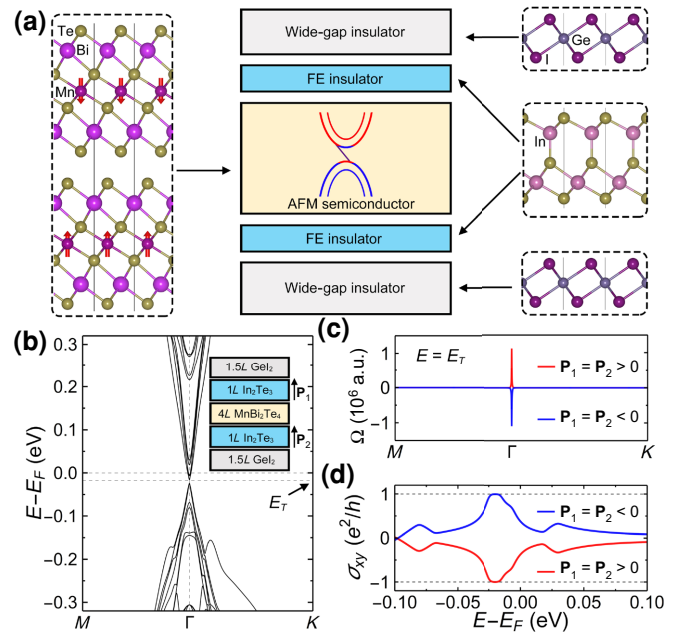 (a)
Te
Bi
Mn
Wide-gap insulator
FE insulator
AFM semiconductor
FE insulator
Wide-gap insulator
Ge
I
In
(b)
0.3
0.2
0.1
0.0
−0.1
−0.2
−0.3
E−E_F (eV)
1.5L GeI₂
1L In₂Te₃
4L MnBi₂Te₄
1L In₂Te₃
1.5L GeI₂
P₁
P₂
E_T
M Γ K
(c)
1
0
−1
Ω (10⁶ a.u.)
E = E_T
P₁ = P₂ > 0
P₁ = P₂ < 0
M Γ K
(d)
1
0
−1
σ_xy (e²/h)
P₁ = P₂ < 0
P₁ = P₂ > 0
−0.10 −0.05 0.00 0.05 0.10
E−E_F (eV)